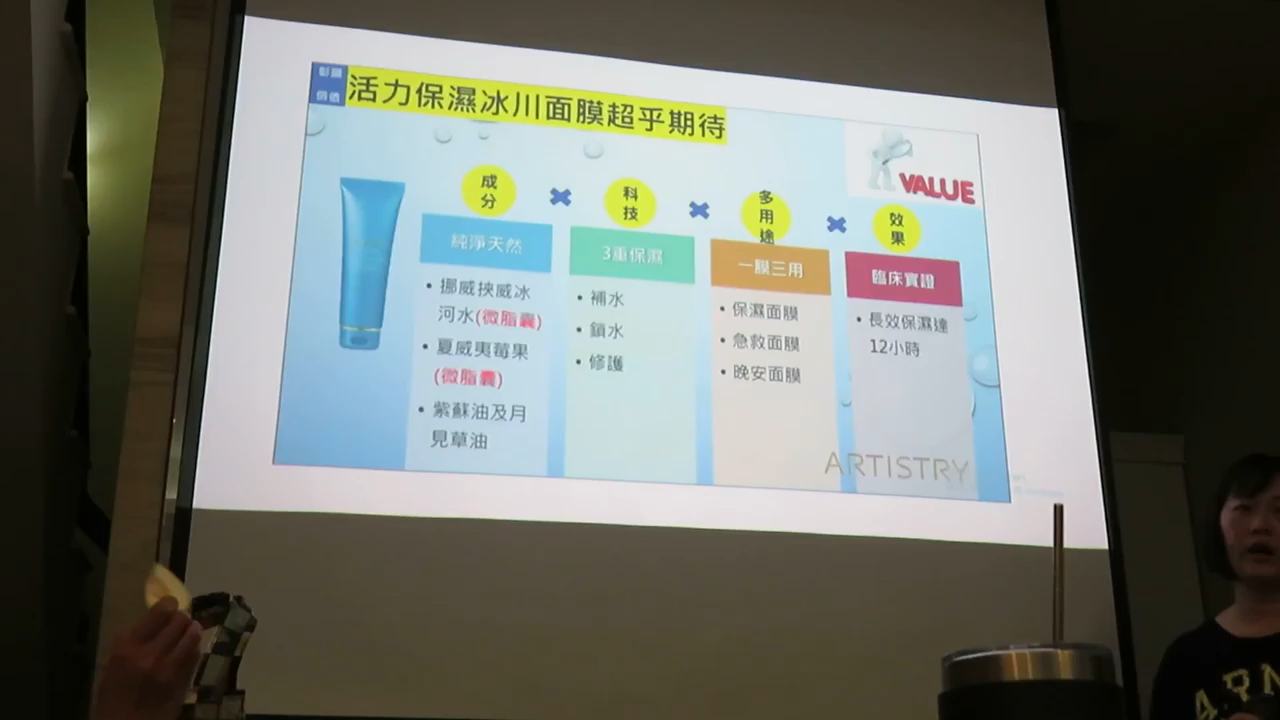 彰顯
價值
活力保濕冰川面膜超乎期待
VALUE
成
分
科
技
多
用
途
效
果
純淨天然
• 挪威挾威冰
河水(微脂囊)
• 夏威夷莓果
(微脂囊)
• 紫蘇油及月
見草油
3重保濕
• 補水
• 鎖水
• 修護
一膜三用
• 保濕面膜
• 急救面膜
• 晚安面膜
臨床實證
• 長效保濕達
12小時
ARTISTRY